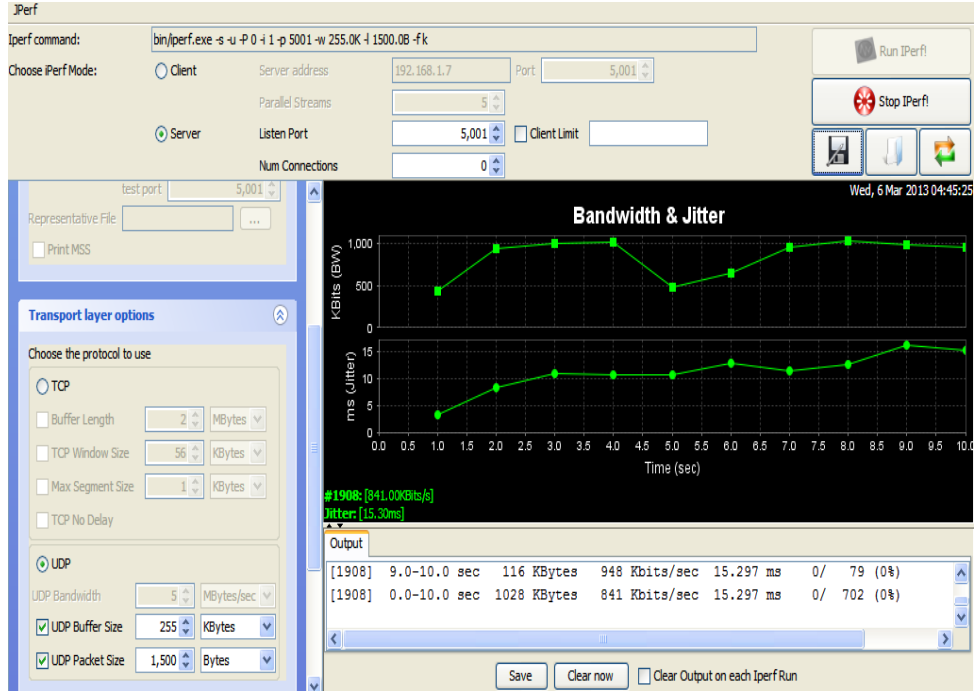 JPerf
Iperf command: bin/iperf.exe -s -u -P 0 -i 1 -p 5001 -w 255.0K -l 1500.0B -f k
Run IPerf!
Choose iPerf Mode: Client Server address 192.168.1.7 Port 5,001
Parallel Streams 5
Stop IPerf!
Server Listen Port 5,001 Client Limit
Num Connections 0
test port 5,001
Representative File ...
Print MSS
Transport layer options
Choose the protocol to use
TCP
Buffer Length 2 MBytes
TCP Window Size 56 KBytes
Max Segment Size 1 KBytes
TCP No Delay
UDP
UDP Bandwidth 5 MBytes/sec
UDP Buffer Size 255 KBytes
UDP Packet Size 1,500 Bytes
Wed, 6 Mar 2013 04:45:25
Bandwidth & Jitter
KBits (BW)
1,000
500
0
ms (Jitter)
15
10
5
0
0.0 0.5 1.0 1.5 2.0 2.5 3.0 3.5 4.0 4.5 5.0 5.5 6.0 6.5 7.0 7.5 8.0 8.5 9.0 9.5 10.0
Time (sec)
#1908: [841.00KBits/s]
Jitter: [15.30ms]
Output
[1908] 9.0-10.0 sec 116 KBytes 948 Kbits/sec 15.297 ms 0/ 79 (0%)
[1908] 0.0-10.0 sec 1028 KBytes 841 Kbits/sec 15.297 ms 0/ 702 (0%)
Save Clear now Clear Output on each Iperf Run